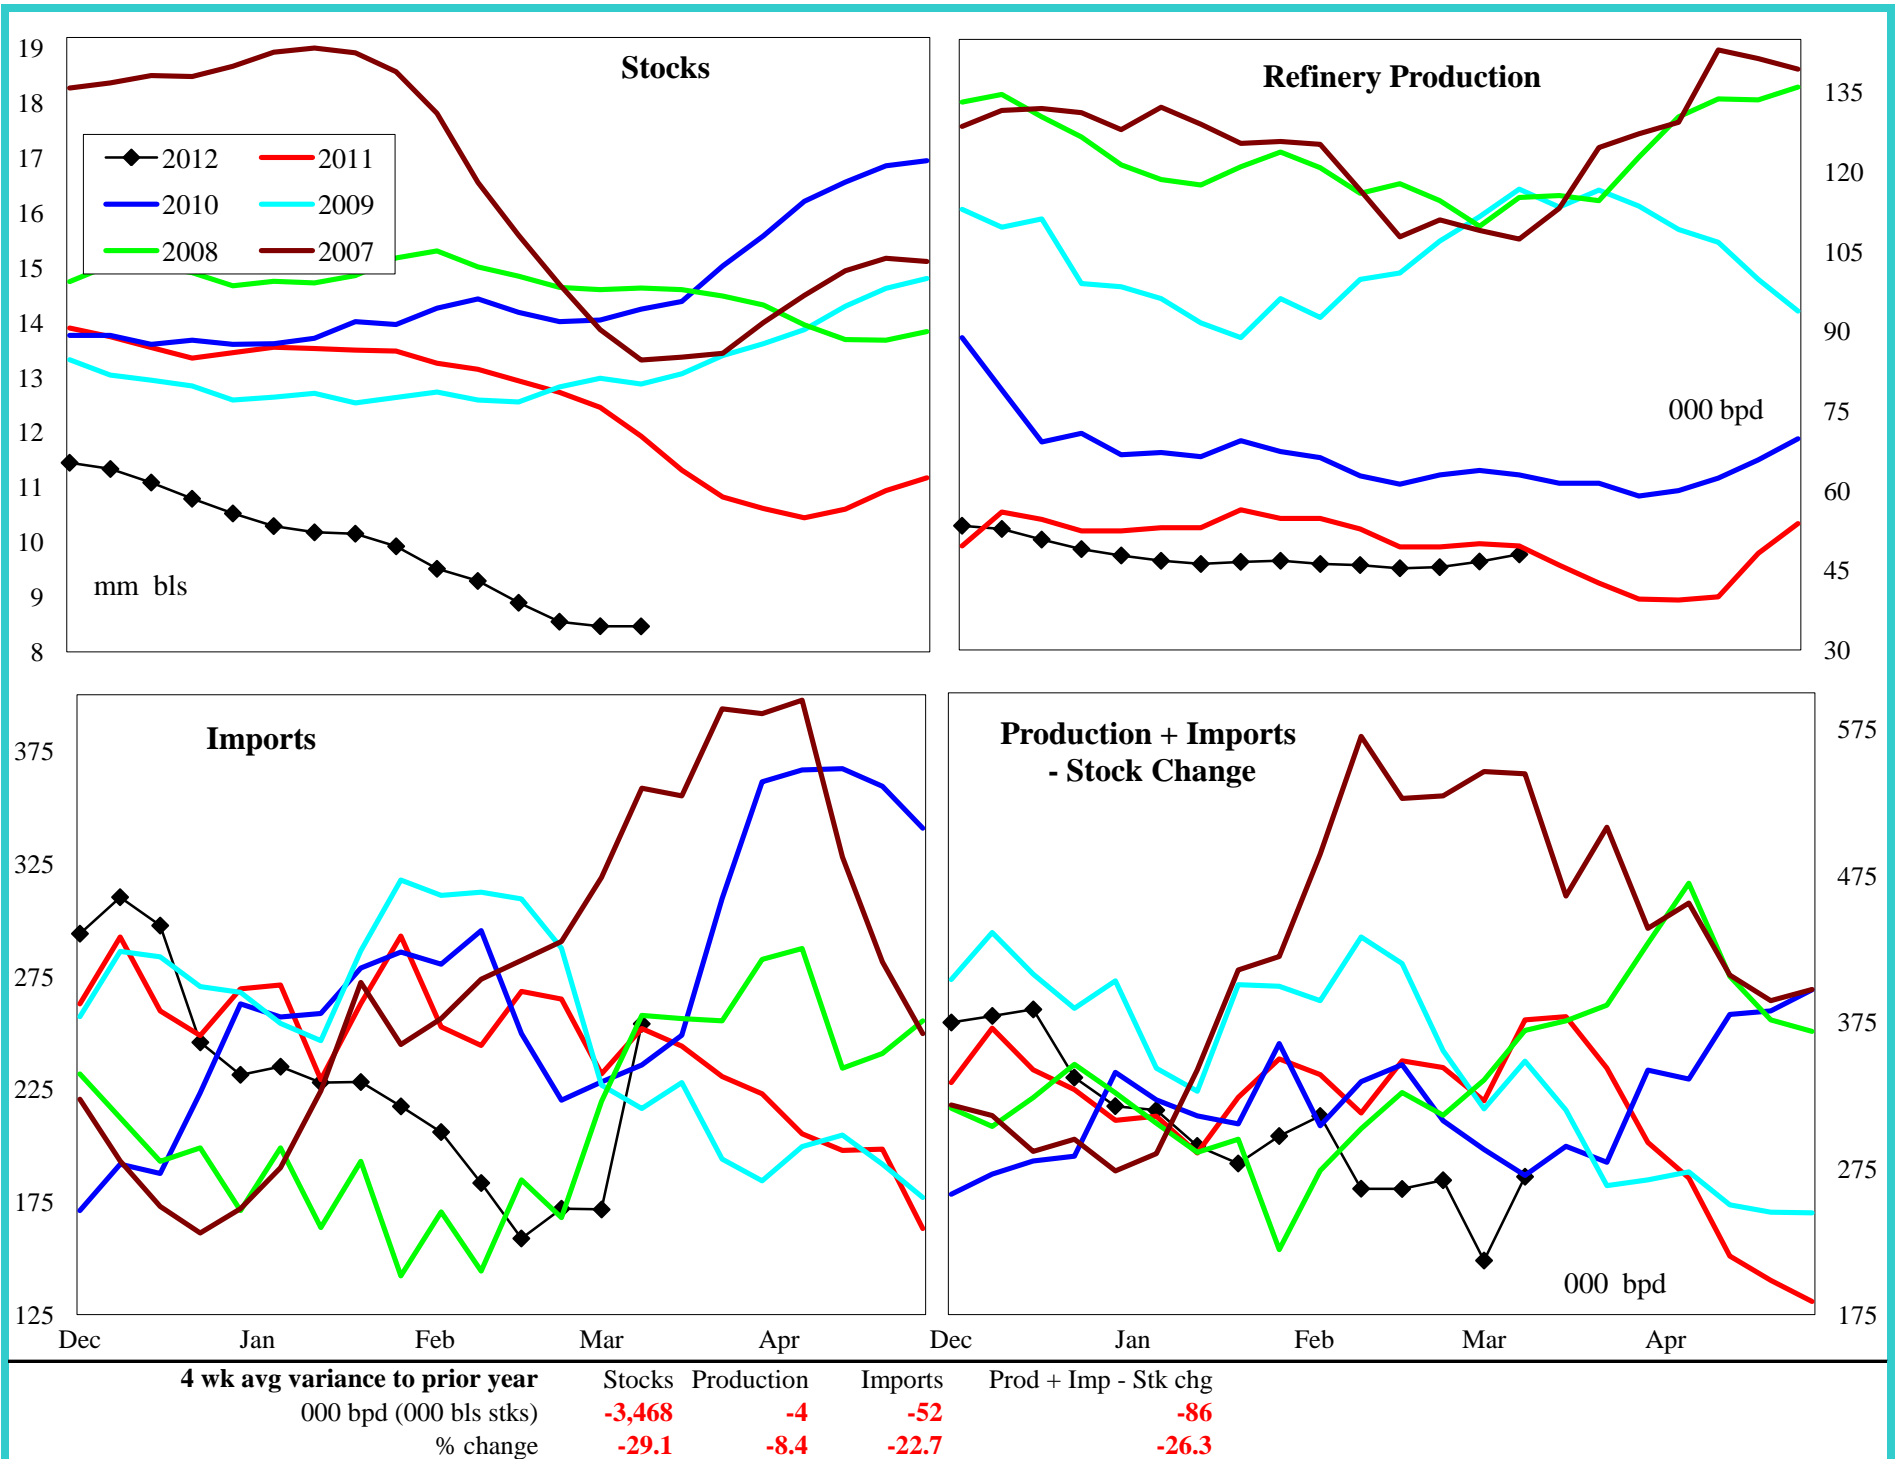 Stocks
19
18
17
16
15
14
13
12
11
10
9
8
2012 2011
2010 2009
2008 2007
mm bls
Refinery Production
135
120
105
90
75
60
45
30
000 bpd
Imports
375
325
275
225
175
125
Dec Jan Feb Mar Apr
Production + Imports
- Stock Change
575
475
375
275
175
000 bpd
Dec Jan Feb Mar Apr
4 wk avg variance to prior year Stocks Production Imports Prod + Imp - Stk chg
000 bpd (000 bls stks) -3,468 -4 -52 -86
% change -29.1 -8.4 -22.7 -26.3